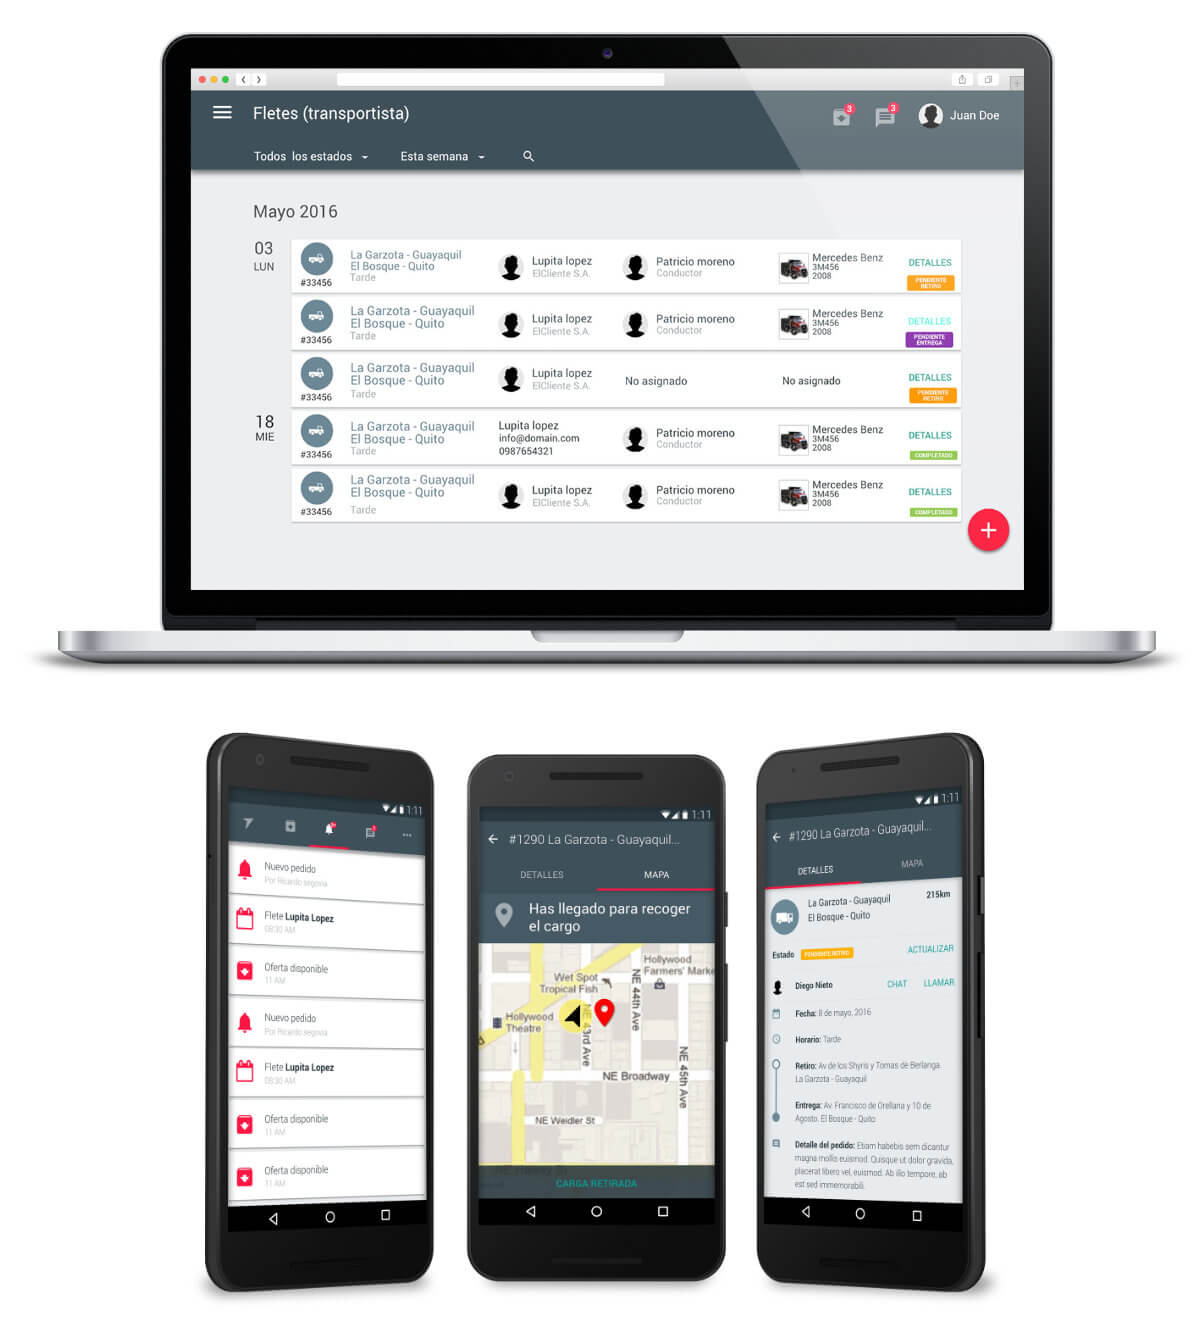 Fletes (transportista)
3
3
Juan Doe
Todos los estados
Esta semana
Mayo 2016
03
LUN
#33456
La Garzota - Guayaquil
El Bosque - Quito
Tarde
Lupita lopez
ElCliente S.A.
Patricio moreno
Conductor
Mercedes Benz
3M456
2008
DETALLES
PENDIENTE
RETIRO
#33456
La Garzota - Guayaquil
El Bosque - Quito
Tarde
Lupita lopez
ElCliente S.A.
Patricio moreno
Conductor
Mercedes Benz
3M456
2008
DETALLES
PENDIENTE
ENTREGA
#33456
La Garzota - Guayaquil
El Bosque - Quito
Tarde
Lupita lopez
ElCliente S.A.
No asignado
No asignado
DETALLES
PENDIENTE
RETIRO
18
MIE
#33456
La Garzota - Guayaquil
El Bosque - Quito
Tarde
Lupita lopez
info@domain.com
0987654321
Patricio moreno
Conductor
Mercedes Benz
3M456
2008
DETALLES
COMPLETADO
#33456
La Garzota - Guayaquil
El Bosque - Quito
Tarde
Lupita lopez
ElCliente S.A.
Patricio moreno
Conductor
Mercedes Benz
3M456
2008
DETALLES
COMPLETADO
1:11
Nuevo pedido
Por Ricardo segovia
Flete Lupita Lopez
08:30 AM
Oferta disponible
11 AM
Nuevo pedido
Por Ricardo segovia
Flete Lupita Lopez
08:30 AM
Oferta disponible
11 AM
Oferta disponible
11 AM
1:11
#1290 La Garzota - Guayaquil...
DETALLES
MAPA
Has llegado para recoger
el cargo
Hollywood
Farmers' Marke
Wet Spot
Tropical Fish
NE 44th Ave
Hollywood
Theatre
NE 43rd Ave
NE 45th Ave
NE Broadway
NE Weidler St
CARGA RETIRADA
1:11
#1290 La Garzota - Guayaquil...
DETALLES
MAPA
La Garzota - Guayaquil
El Bosque - Quito
215km
Estado
PENDIENTE RETIRO
ACTUALIZAR
Diego Nieto
CHAT
LLAMAR
Fecha: 8 de mayo, 2016
Horario: Tarde
Retiro: Av de los Shyris y Tomas de Berlanga.
La Garzota - Guayaquil
Entrega: Av. Francisco de Orellana y 10 de
Agosto. El Bosque - Quito
Detalle del pedido: Etiam habebis sem dicantur
magna mollis euismod. Quisque ut dolor gravida,
placerat libero vel, euismod. Ab illo tempore, ab
est sed immemorabili.